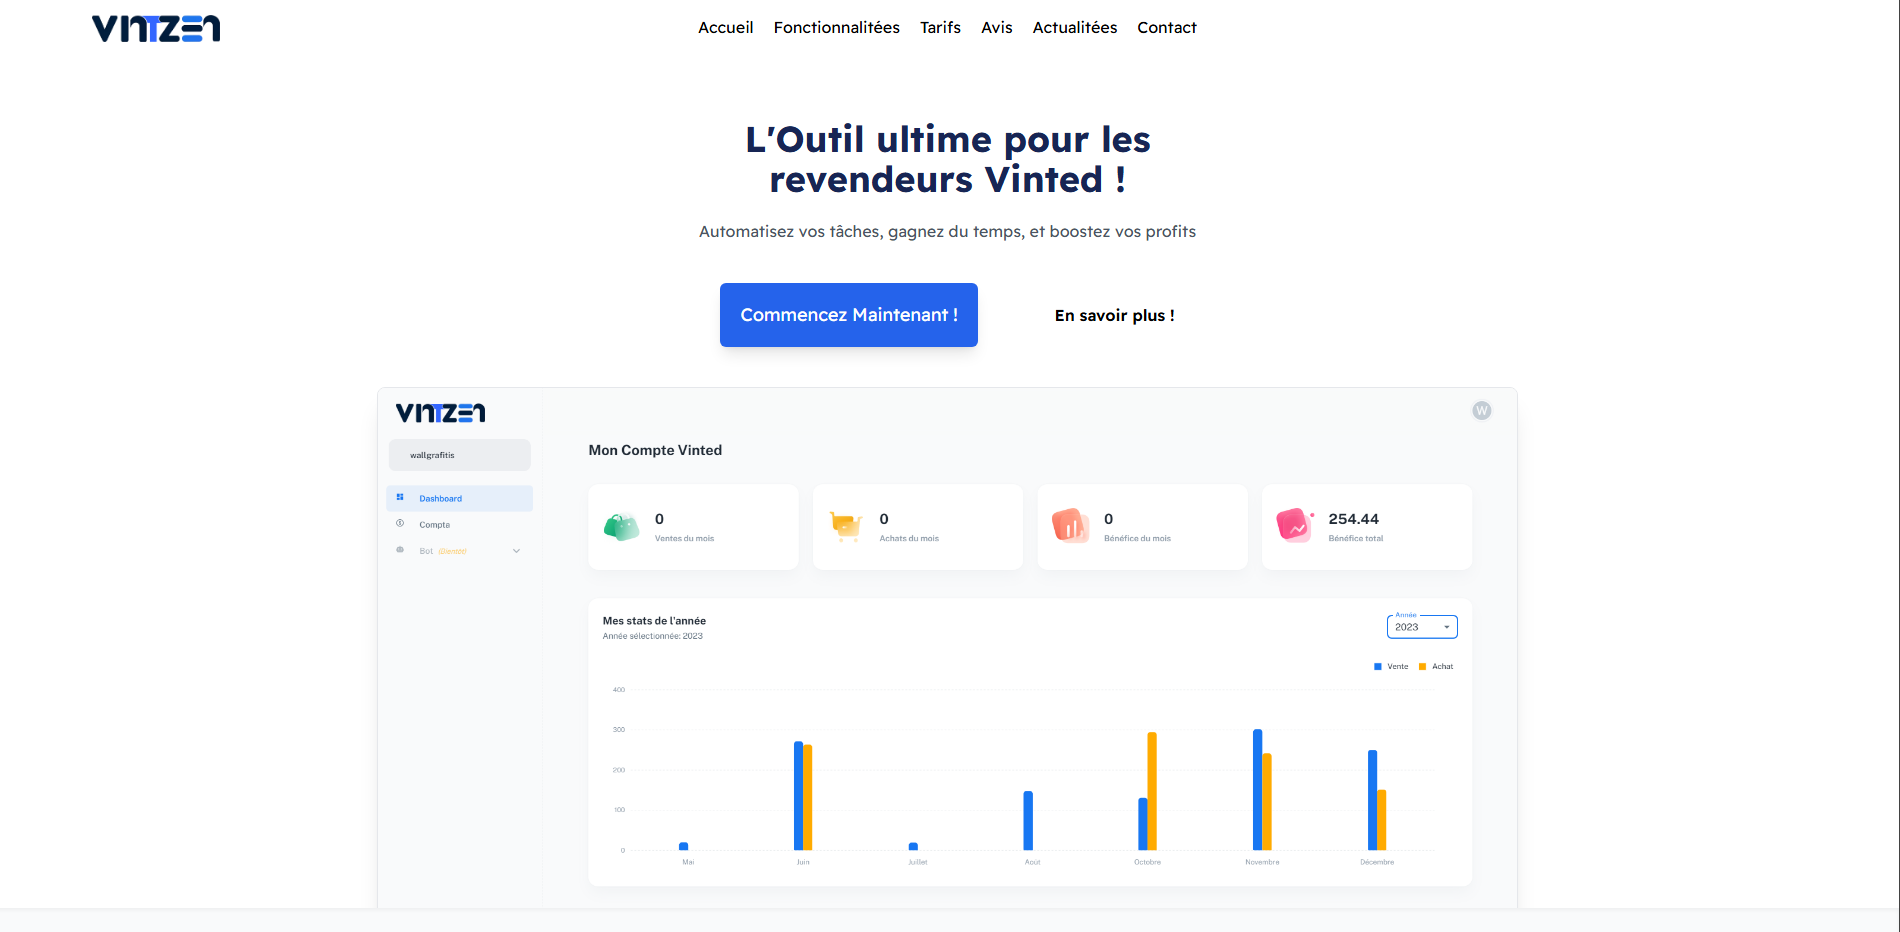 VINTZEN
Accueil Fonctionnalitées Tarifs Avis Actualitées Contact
L'Outil ultime pour les
revendeurs Vinted !
Automatisez vos tâches, gagnez du temps, et boostez vos profits
Commencez Maintenant !
En savoir plus !
VINTZEN
W
wallgrafitis
Dashboard
Compta
Bot (Bientôt)
Mon Compte Vinted
0
Ventes du mois
0
Achats du mois
0
Bénéfice du mois
254.44
Bénéfice total
Mes stats de l'année
Année sélectionnée: 2023
Année
2023
Vente Achat
400
300
200
100
0
Mai Juin Juillet Août Octobre Novembre Décembre